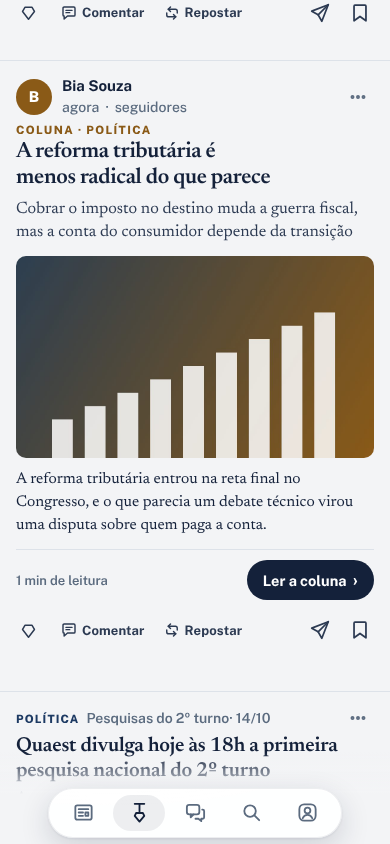 Comentar Repostar
B
Bia Souza
agora · seguidores
COLUNA · POLÍTICA
A reforma tributária é
menos radical do que parece
Cobrar o imposto no destino muda a guerra fiscal,
mas a conta do consumidor depende da transição
A reforma tributária entrou na reta final no
Congresso, e o que parecia um debate técnico virou
uma disputa sobre quem paga a conta.
1 min de leitura
Ler a coluna ›
Comentar Repostar
POLÍTICA Pesquisas do 2º turno· 14/10
Quaest divulga hoje às 18h a primeira
pesquisa nacional do 2º turno